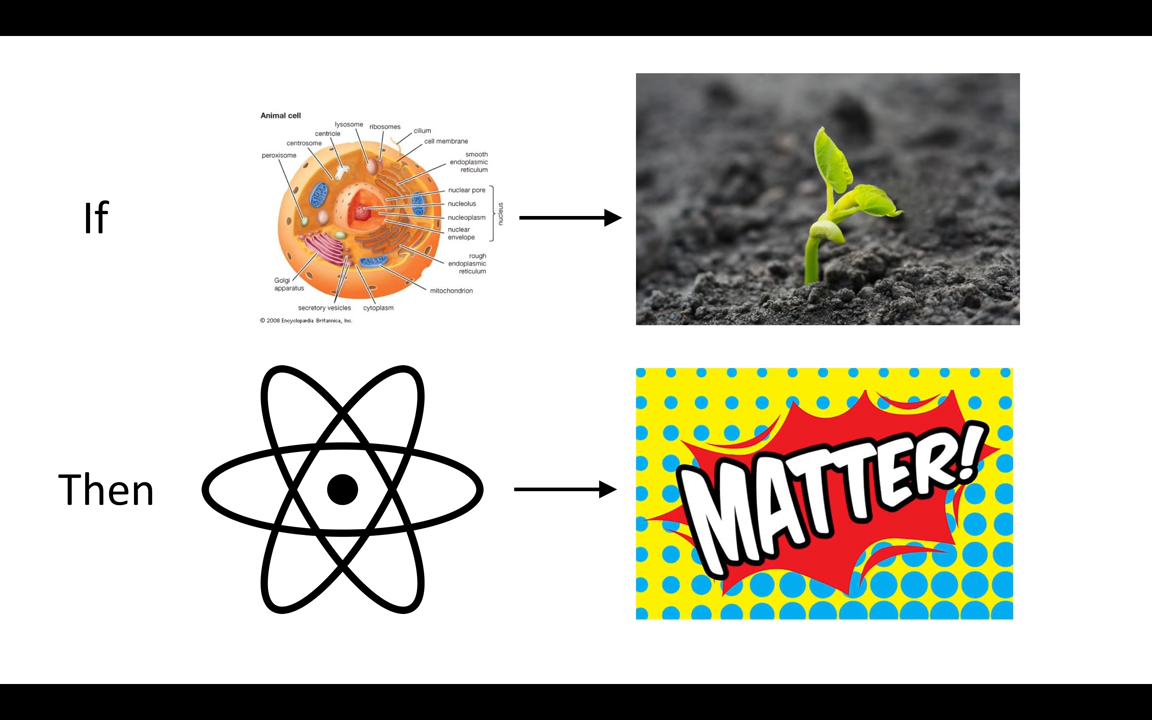 If
Animal cell
lysosome
ribosomes
cilium
centriole
cell membrane
centrosome
peroxisome
smooth
endoplasmic
reticulum
nuclear pore
nucleolus
nucleoplasm
nuclear
envelope
nucleus
rough
endoplasmic
reticulum
Golgi
apparatus
mitochondrion
secretory vesicles
cytoplasm
© 2008 Encyclopædia Britannica, Inc.
Then
MATTER!